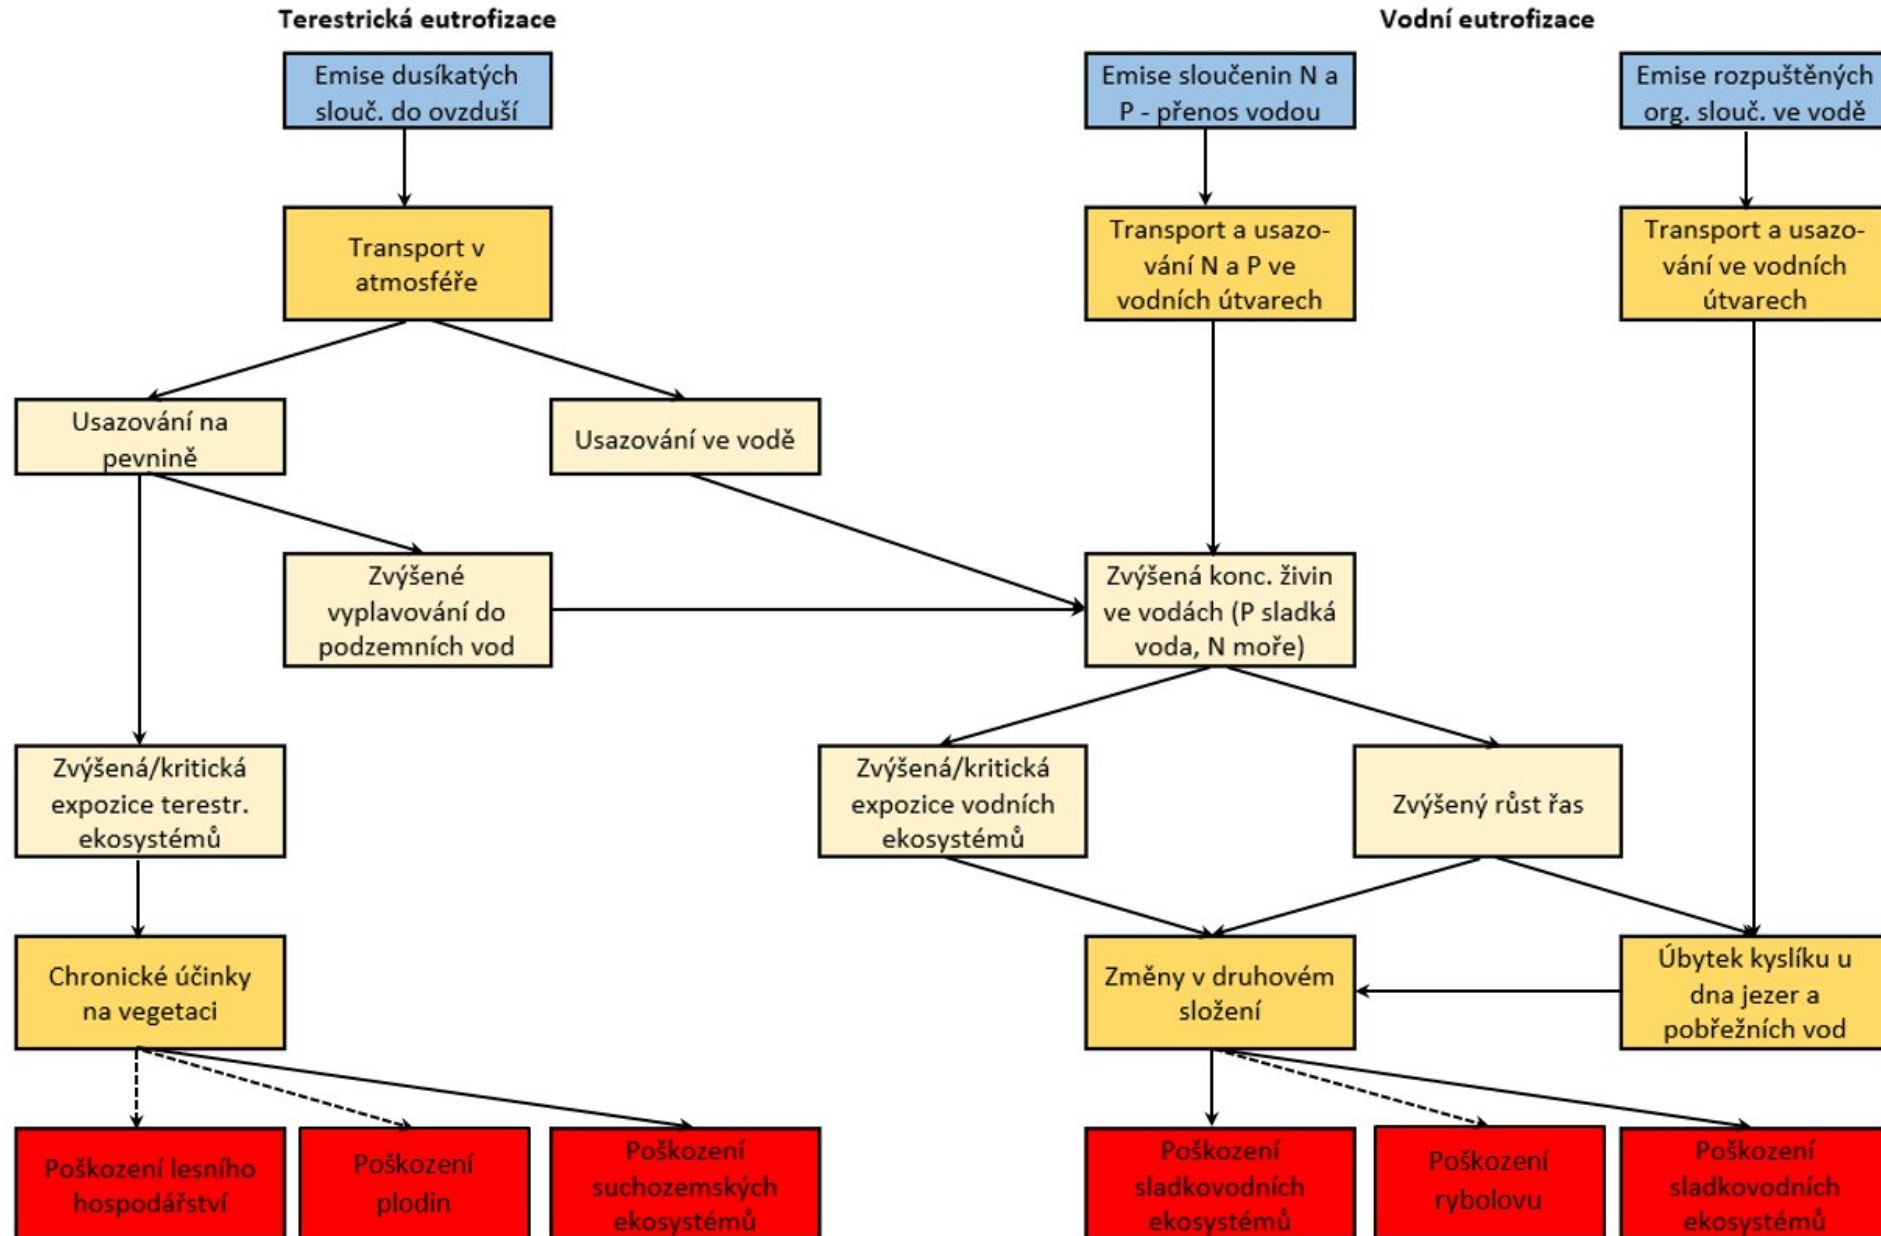 Terestrická eutrofizace
Vodní eutrofizace
Emise dusíkatých
slouč. do ovzduší
Emise sloučenin N a
P - přenos vodou
Emise rozpuštěných
org. slouč. ve vodě
Transport v
atmosféře
Transport a usazo-
vání N a P ve
vodních útvarech
Transport a usazo-
vání ve vodních
útvarech
Usazování na
pevnině
Usazování ve vodě
Zvýšené
vyplavování do
podzemních vod
Zvýšená konc. živin
ve vodách (P sladká
voda, N moře)
Zvýšená/kritická
expozice terestr.
ekosystémů
Zvýšená/kritická
expozice vodních
ekosystémů
Zvýšený růst řas
Chronické účinky
na vegetaci
Změny v druhovém
složení
Úbytek kyslíku u
dna jezer a
pobřežních vod
Poškození lesního
hospodářství
Poškození
plodin
Poškození
suchozemských
ekosystémů
Poškození
sladkovodních
ekosystémů
Poškození
rybolovu
Poškození
sladkovodních
ekosystémů